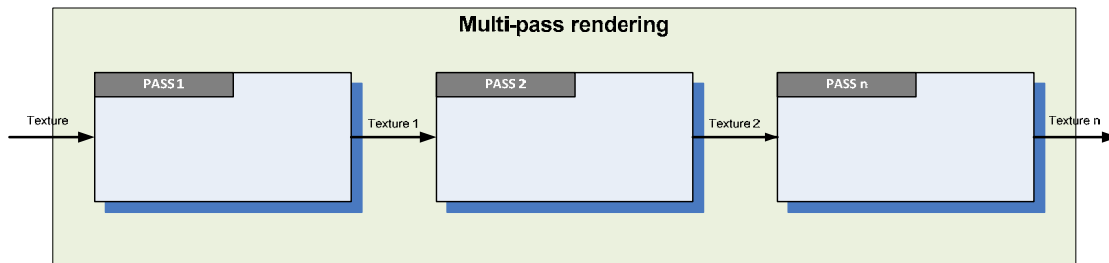 Multi-pass rendering
PASS 1
PASS 2
PASS n
Texture
Texture 1
Texture 2
Texture n